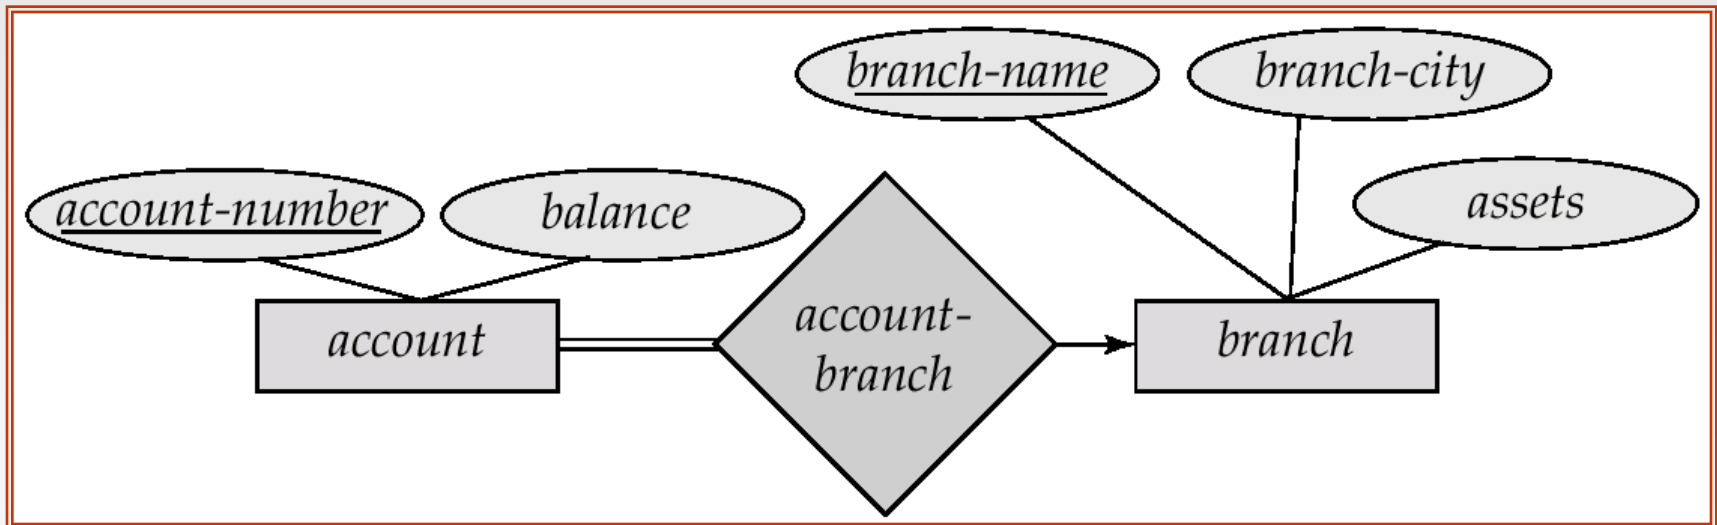 branch-name
branch-city
account-number
balance
assets
account
account-
branch
branch